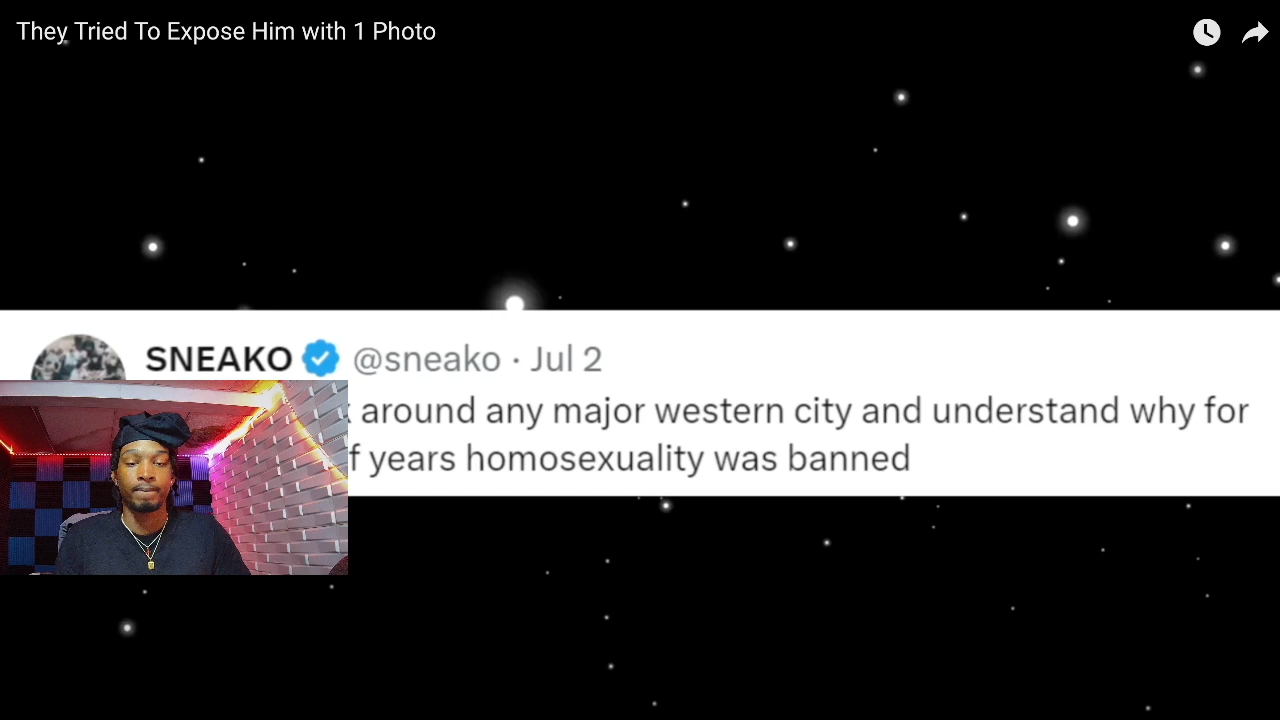 They Tried To Expose Him with 1 Photo
SNEAKO @sneako · Jul 2
around any major western city and understand why for
years homosexuality was banned